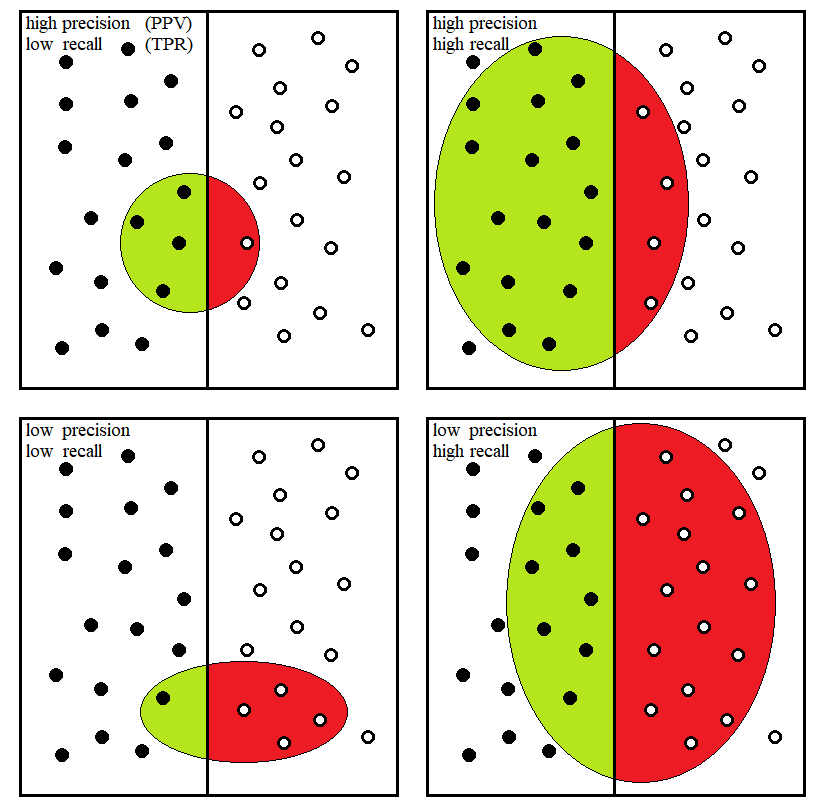 high precision (PPV)
low recall (TPR)
high precision
high recall
low precision
low recall
low precision
high recall